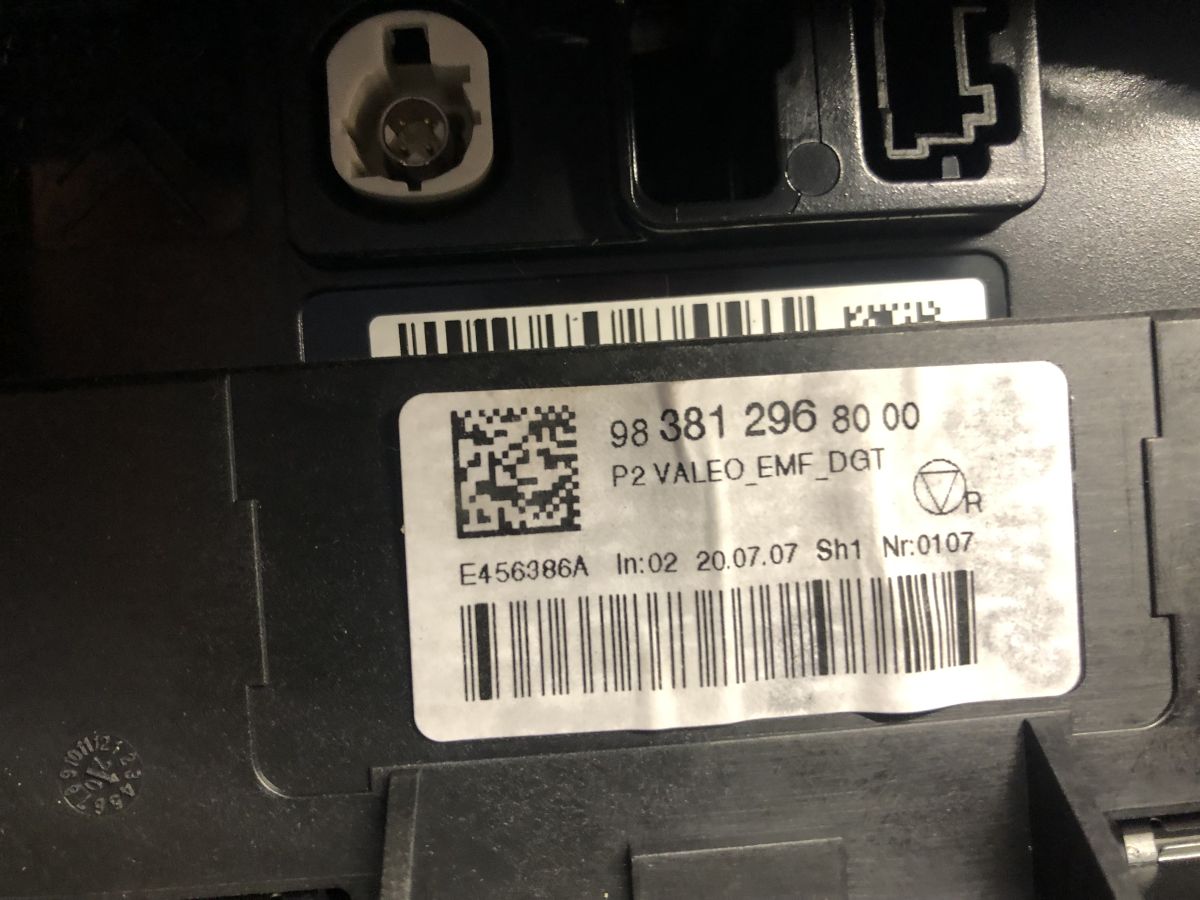 98 381 296 80 00
P2 VALEO_EMF_DGT
R
E456386A In:02 20.07.07 Sh1 Nr:0107